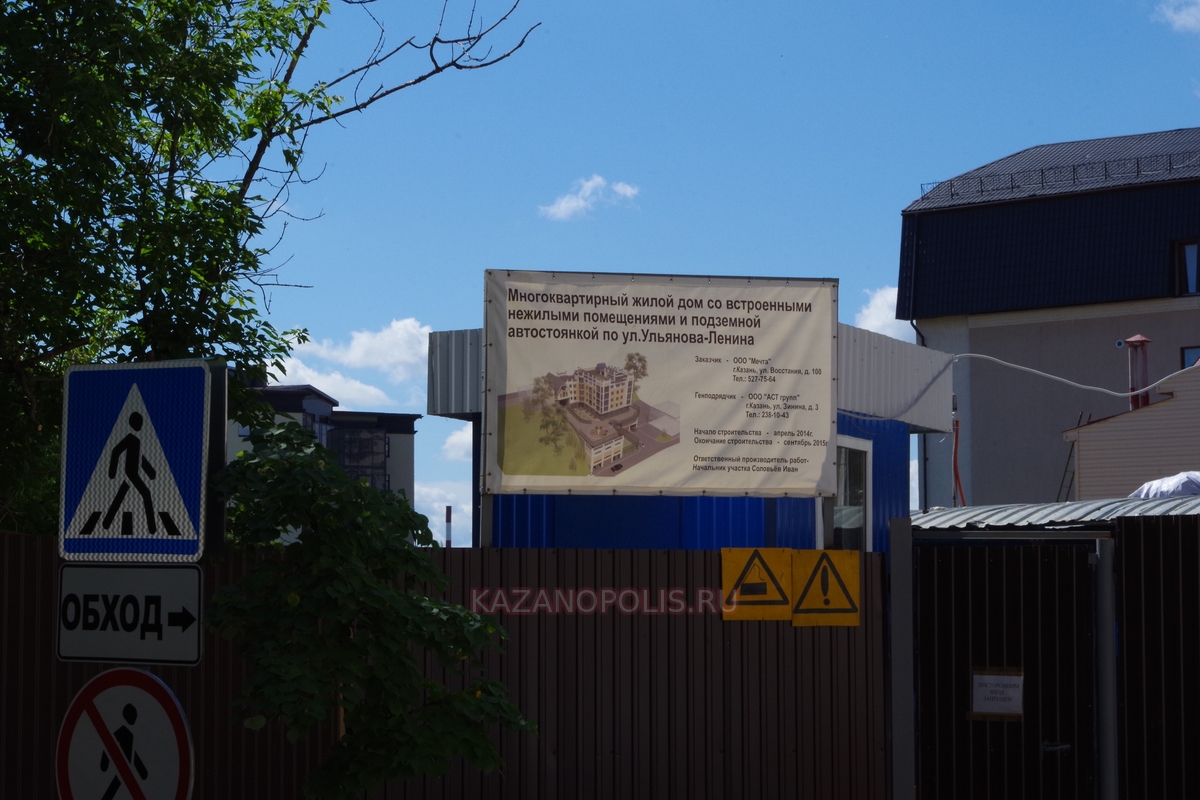 Многоквартирный жилой дом со встроенными
нежилыми помещениями и подземной
автостоянкой по ул.Ульянова-Ленина
Заказчик - ООО "Мечта"
г.Казань, ул. Восстания, д. 100
Тел.: 527-75-64
Генподрядчик - ООО "АСТ групп"
г.Казань, ул. Зинина, д. 3
Тел.: 238-10-43
Начало строительства - апрель 2014г.
Окончание строительства - сентябрь 2015г
Ответственный производитель работ-
Начальник участка Соловьёв Иван
ОБХОД
KAZANOPOLIS.RU